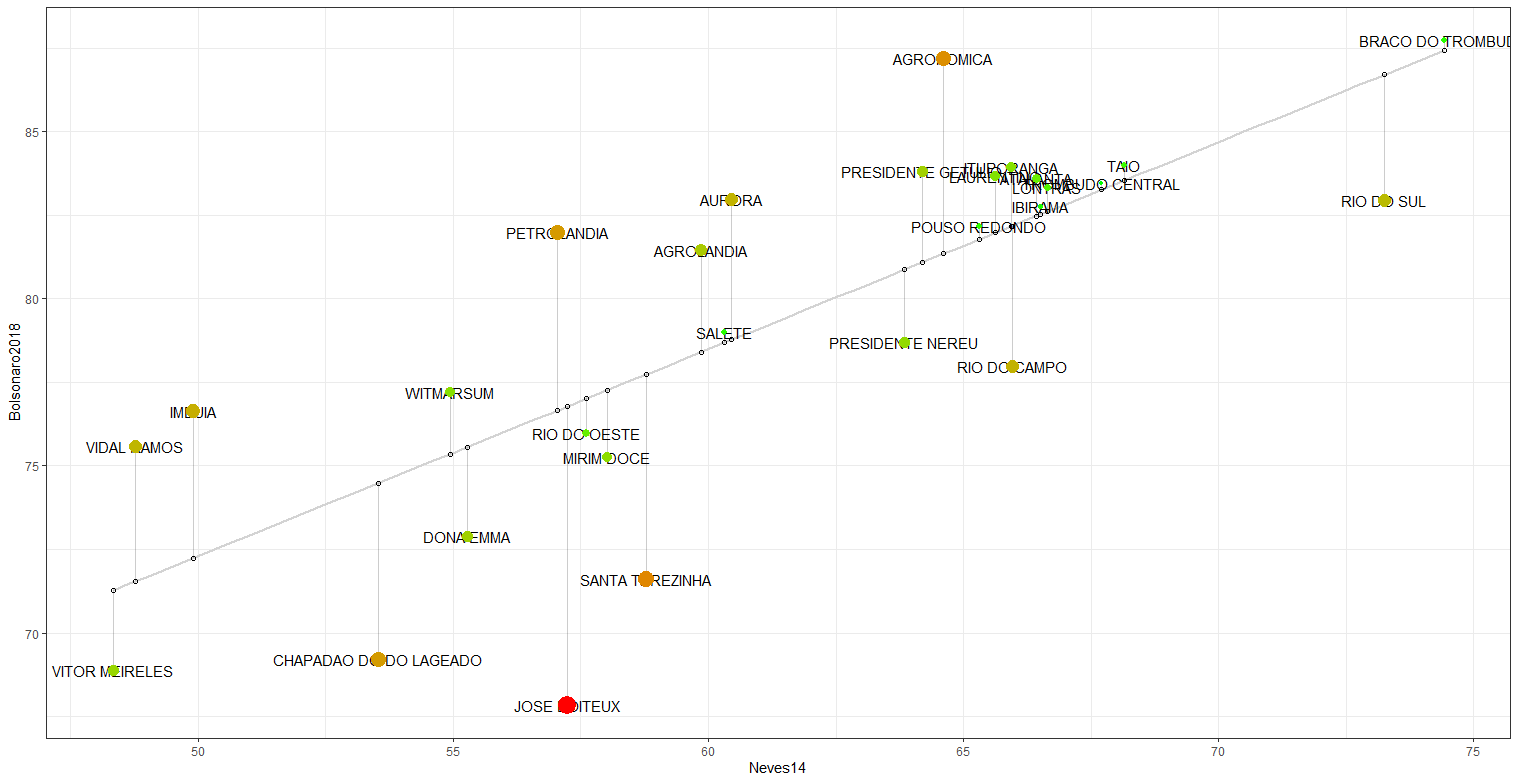 BRACO DO TROMBUD
AGRONOMICA
85
ITUPORANGA
TAIO
PRESIDENTE GETULIO
LAURENTINO
ATALANTA
TROMBUDO CENTRAL
LONTRAS
AURORA
RIO DO SUL
IBIRAMA
POUSO REDONDO
PETROLANDIA
AGROLANDIA
80
SALETE
PRESIDENTE NEREU
RIO DO CAMPO
WITMARSUM
IMBUIA
VIDAL RAMOS
RIO DO OESTE
MIRIM DOCE
75
DONA EMMA
SANTA TEREZINHA
70
CHAPADAO DO DO LAGEADO
VITOR MEIRELES
JOSE BOITEUX
Bolsonaro2018
50 55 60 65 70 75
Neves14